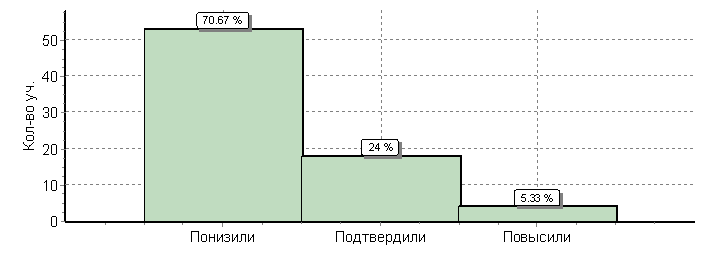 70.67 %
24 %
5.33 %
Кол-во уч.
50
40
30
20
10
0
Понизили
Подтвердили
Повысили